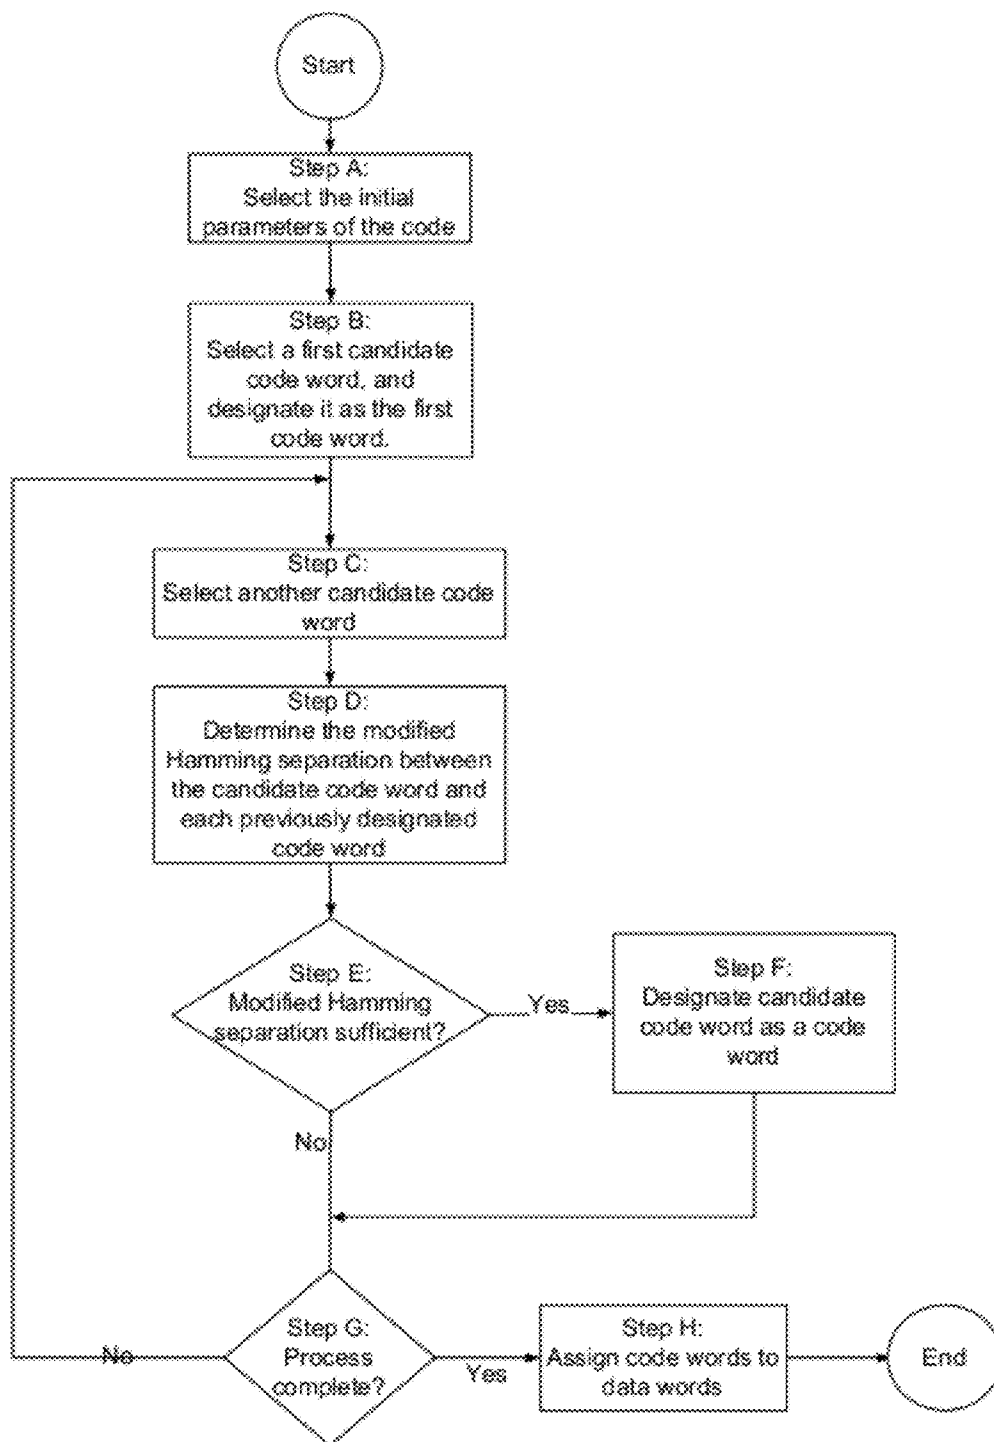 Start
Step A:
Select the initial
parameters of the code
Step B:
Select a first candidate
code word, and
designate it as the first
code word.
Step C:
Select another candidate code
word
Step D:
Determine the modified
Hamming separation between
the candidate code word and
each previously designated
code word
Step E:
Modified Hamming
separation sufficient?
Yes
Step F:
Designate candidate
code word as a code
word
No
Step G:
Process
complete?
No
Yes
Step H:
Assign code words to
data words
End